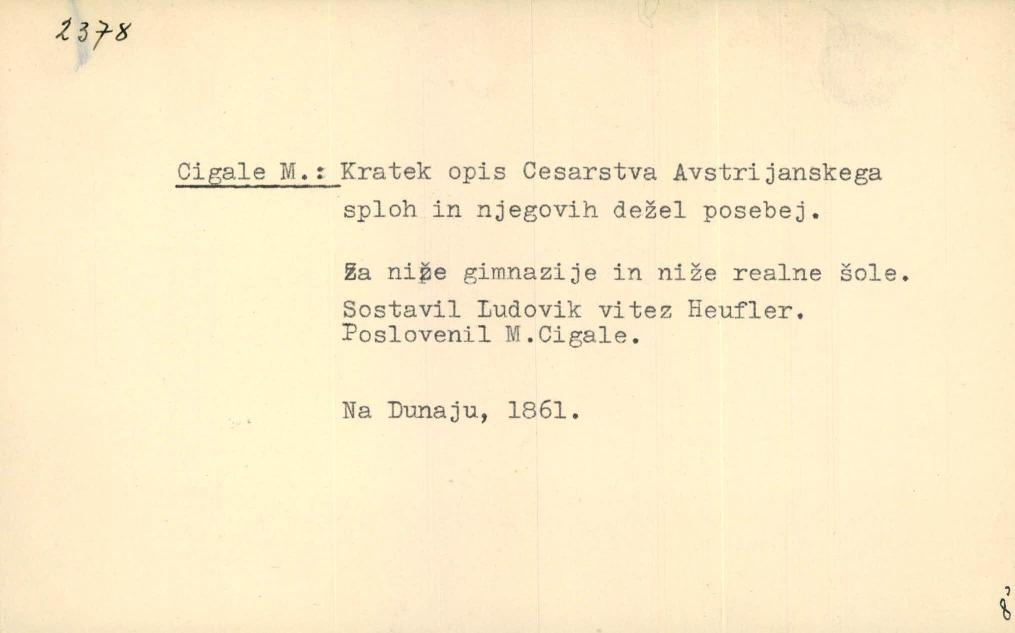 2378
Cigale M.: Kratek opis Cesarstva Avstrijanskega
sploh in njegovih dežel posebej.
Za niže gimnazije in niže realne šole.
Sostavil Ludovik vitez Heufler.
Poslovenil M.Cigale.
Na Dunaju, 1861.
8'